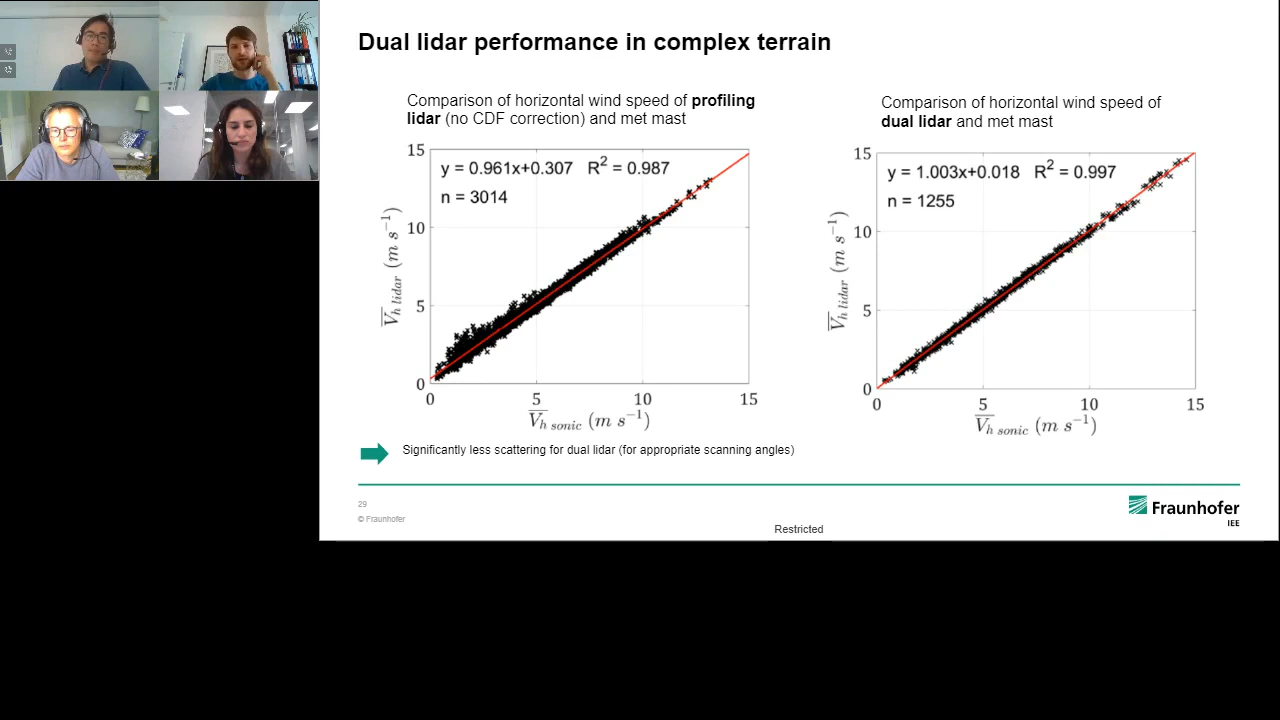 Dual lidar performance in complex terrain
Comparison of horizontal wind speed of profiling
lidar (no CDF correction) and met mast
y = 0.961x+0.307 R² = 0.987
n = 3014
15
10
5
0
0 5 10 15
V̅h lidar (m s⁻¹)
V̅h sonic (m s⁻¹)
Comparison of horizontal wind speed of
dual lidar and met mast
y = 1.003x+0.018 R² = 0.997
n = 1255
15
10
5
0
0 5 10 15
V̅h lidar (m s⁻¹)
V̅h sonic (m s⁻¹)
Significantly less scattering for dual lidar (for appropriate scanning angles)
29
© Fraunhofer
Restricted
Fraunhofer
IEE